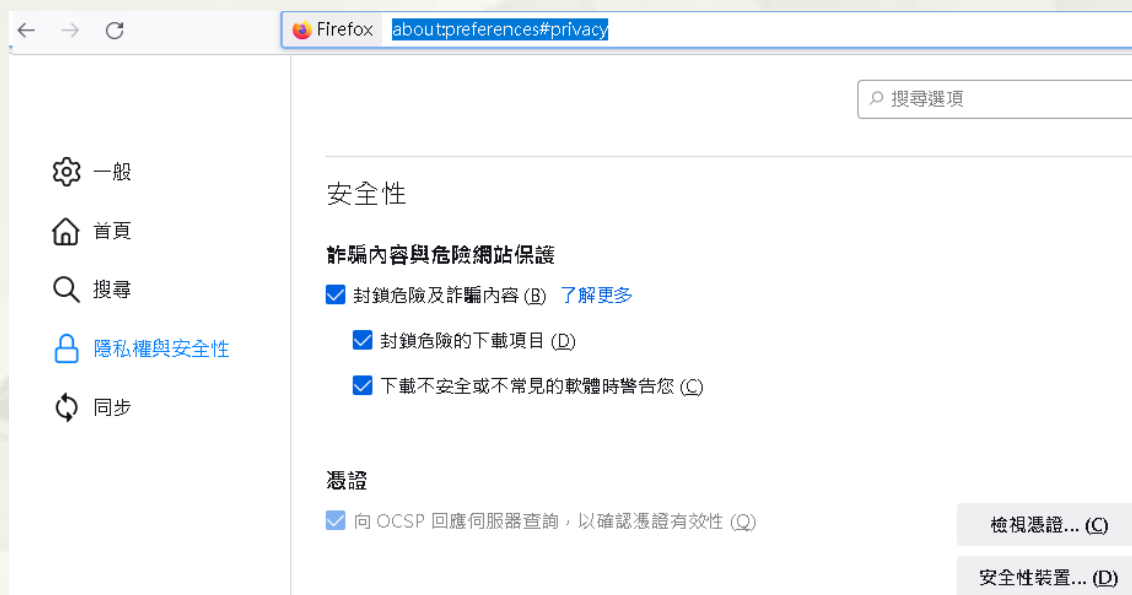 Firefox about:preferences#privacy
搜尋選項
一般
首頁
搜尋
隱私權與安全性
同步
安全性
詐騙內容與危險網站保護
封鎖危險及詐騙內容 (B) 了解更多
封鎖危險的下載項目 (D)
下載不安全或不常見的軟體時警告您 (C)
憑證
向 OCSP 回應伺服器查詢，以確認憑證有效性 (Q)
檢視憑證... (C)
安全性裝置... (D)